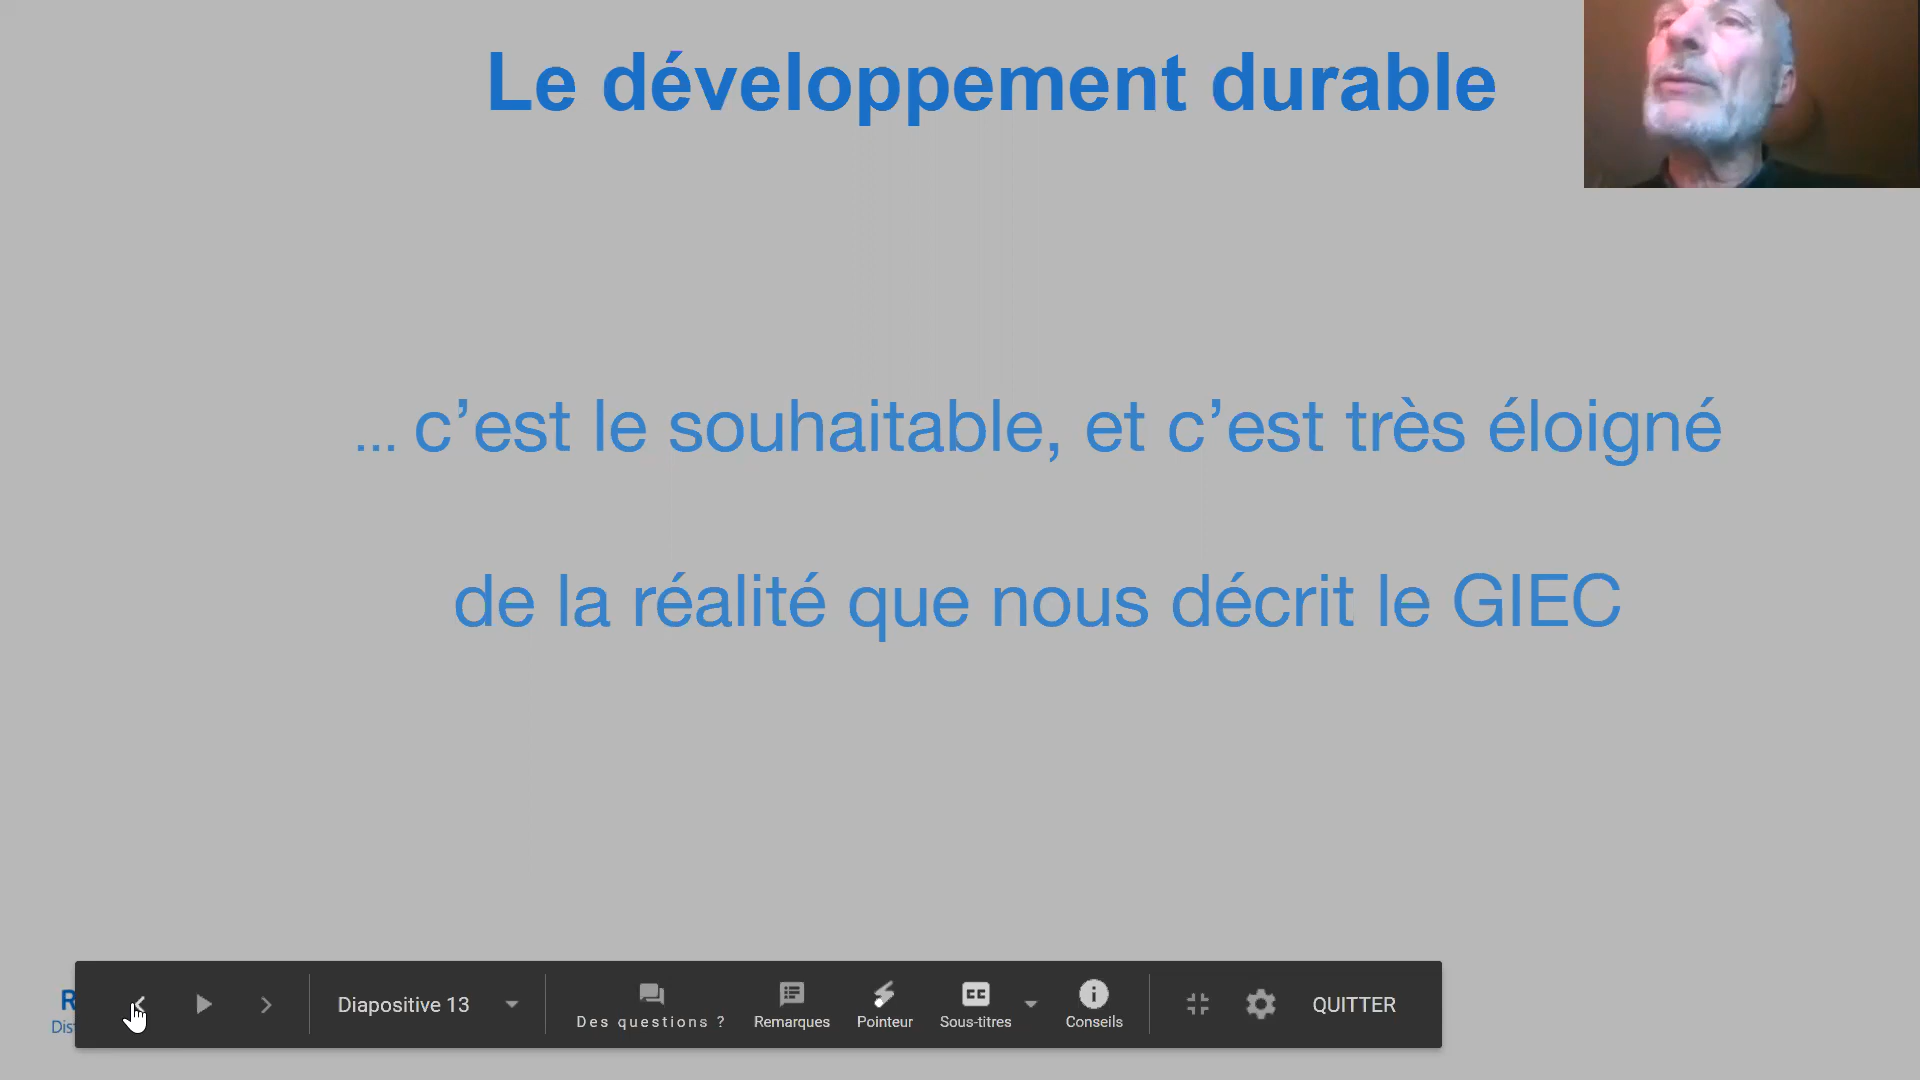 Le développement durable
... c’est le souhaitable, et c’est très éloigné
de la réalité que nous décrit le GIEC
Diapositive 13
Des questions ?
Remarques
Pointeur
Sous-titres
Conseils
QUITTER